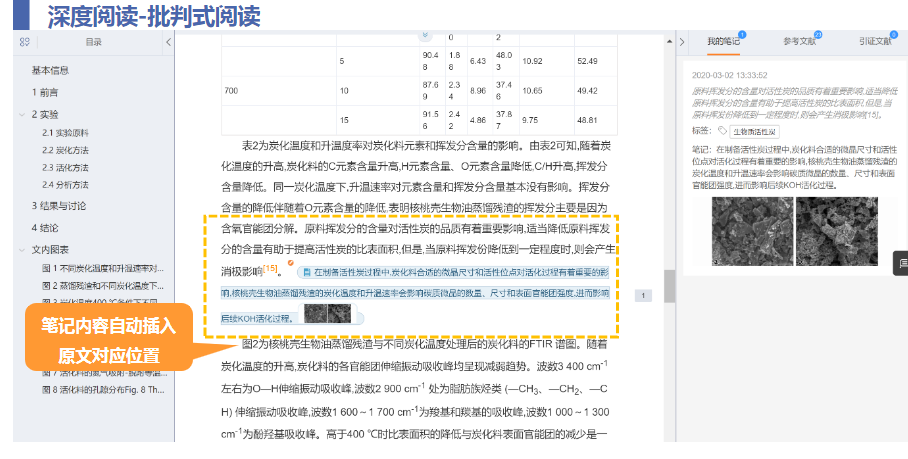 深度阅读-批判式阅读
目录
基本信息
1 前言
2 实验
2.1 实验原料
2.2 炭化方法
2.3 活化方法
2.4 分析方法
3 结果与讨论
4 结论
文内图表
图 1 不同炭化温度和升温速率对...
图 2 蒸馏残渣和不同炭化温度下...
图 8 活化料的孔隙分布Fig. 8 Th...
笔记内容自动插入
原文对应位置
0 2
5 90.48 1.88 6.43 48.03 10.92 52.49
700 10 87.69 2.34 8.96 37.46 10.65 49.42
15 91.56 2.42 4.86 37.87 9.75 48.81
表2为炭化温度和升温速率对炭化料元素和挥发分含量的影响。由表2可知,随着炭
化温度的升高,炭化料的C元素含量升高,H元素含量、O元素含量降低,C/H升高,挥发分
含量降低。同一炭化温度下,升温速率对元素含量和挥发分含量基本没有影响。挥发分
含量的降低伴随着O元素含量的降低,表明核桃壳生物油蒸馏残渣的挥发分主要是因为
含氧官能团分解。原料挥发分的含量对活性炭的品质有着重要影响,适当降低原料挥发
分的含量有助于提高活性炭的比表面积,但是,当原料挥发份降低到一定程度时,则会产生
消极影响[15]。 在制备活性炭过程中,炭化料合适的微晶尺寸和活性位点对活化过程有着重要的影
响,核桃壳生物油蒸馏残渣的炭化温度和升温速率会影响碳质微晶的数量、尺寸和表面官能团强度,进而影响
后续KOH活化过程。
1
图2为核桃壳生物油蒸馏残渣与不同炭化温度处理后的炭化料的FTIR 谱图。随着
炭化温度的升高,炭化料的各官能团伸缩振动吸收峰均呈现减弱趋势。波数3 400 cm-1
左右为O—H伸缩振动吸收峰,波数2 900 cm-1 处为脂肪族烃类 (—CH3、—CH2、—C
H) 伸缩振动吸收峰,波数1 600～1 700 cm-1为羧基和羰基的吸收峰,波数1 000～1 300
cm-1为酚羟基吸收峰。高于400 ℃时比表面积的降低与炭化料表面官能团的减少是一
我的笔记 1 参考文献 23 引证文献
2020-03-02 13:33:52
原料挥发分的含量对活性炭的品质有着重要影响,适当降低
原料挥发分的含量有助于提高活性炭的比表面积,但是,当
原料挥发份降低到一定程度时,则会产生消极影响[15]。
标签: 生物质活性炭
笔记: 在制备活性炭过程中,炭化料合适的微晶尺寸和活性
位点对活化过程有着重要的影响,核桃壳生物油蒸馏残渣的
炭化温度和升温速率会影响碳质微晶的数量、尺寸和表面
官能团强度,进而影响后续KOH活化过程。